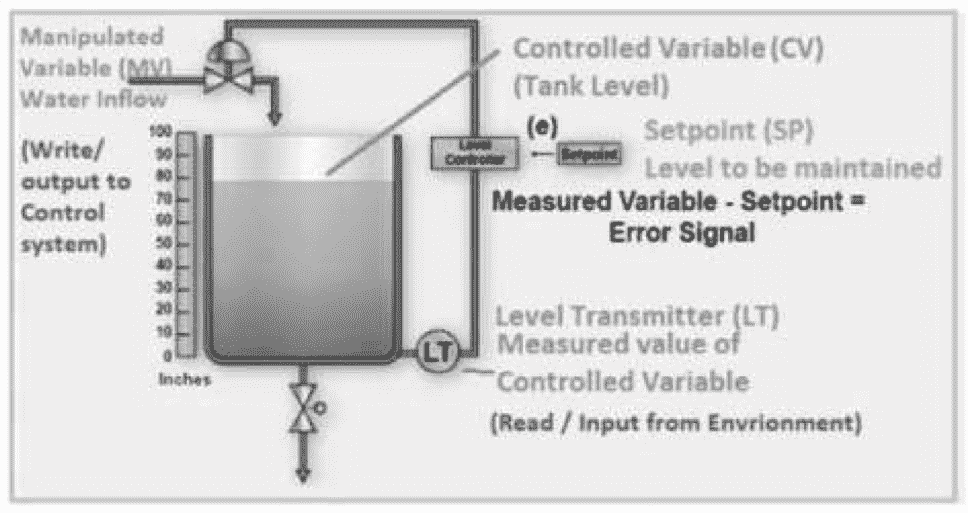 Manipulated
Variable (MV)
Water Inflow
(Write/
output to
Control
system)
100
90
80
70
60
50
40
30
20
10
0
Inches
Controlled Variable (CV)
(Tank Level)
(e)
Level
Controller
Setpoint
Setpoint (SP)
Level to be maintained
Measured Variable - Setpoint =
Error Signal
LT
Level Transmitter (LT)
Measured value of
Controlled Variable
(Read / Input from Envrionment)